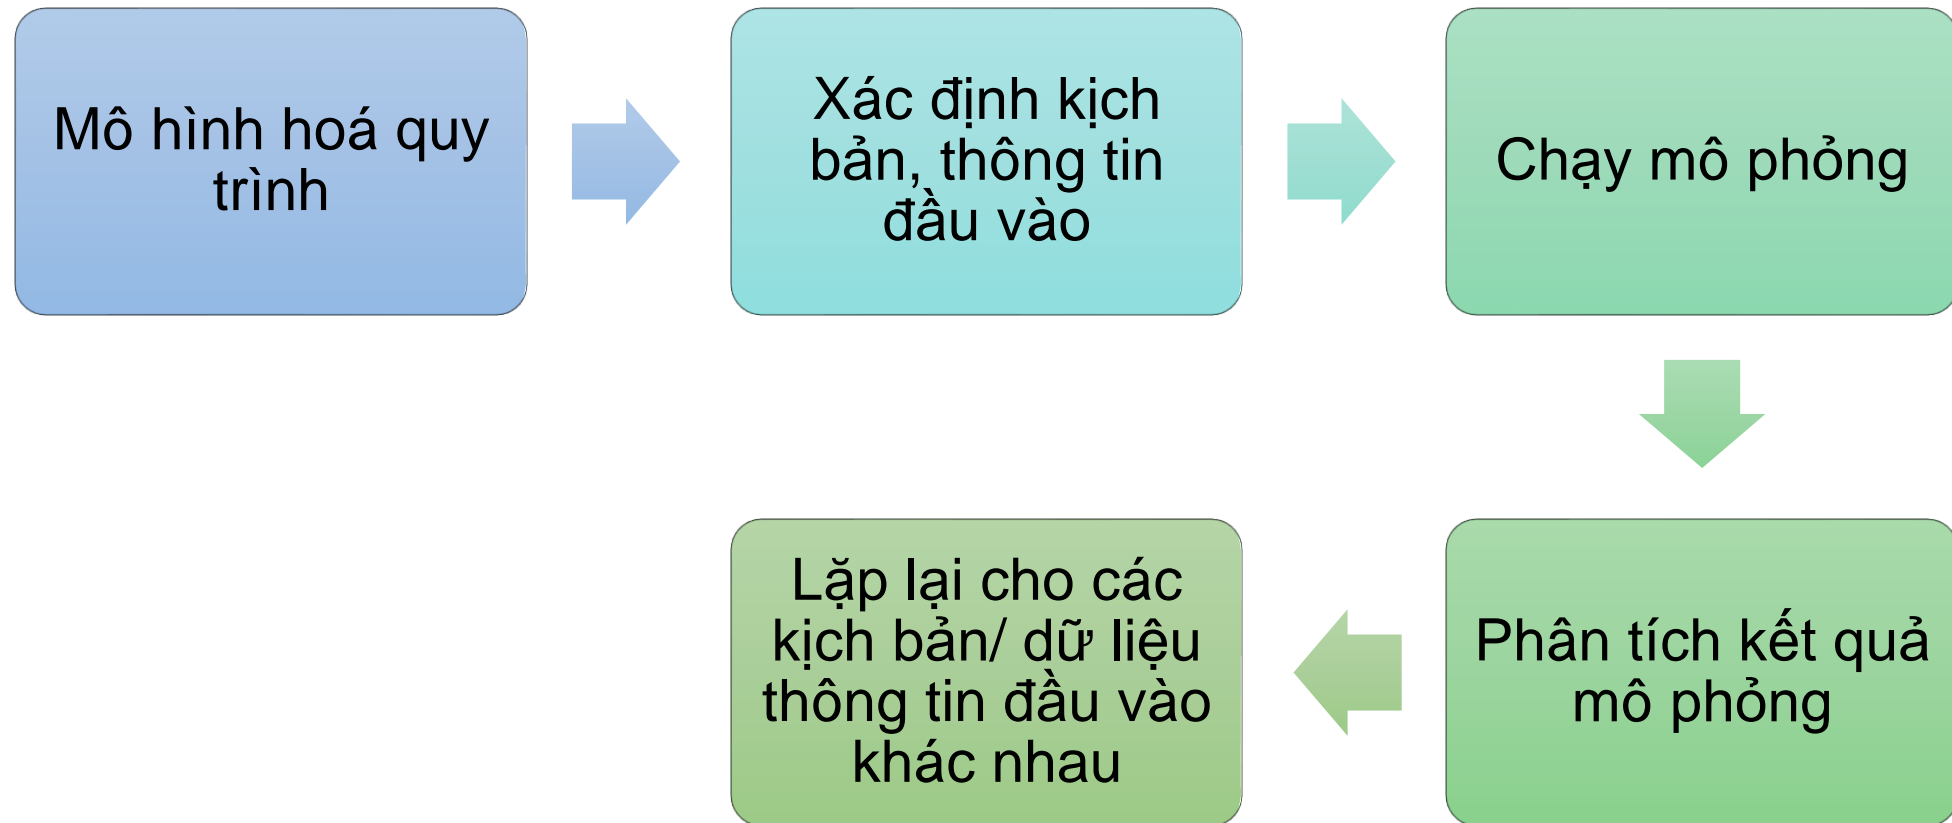 Mô hình hoá quy
trình
Xác định kịch
bản, thông tin
đầu vào
Chạy mô phỏng
Phân tích kết quả
mô phỏng
Lặp lại cho các
kịch bản/ dữ liệu
thông tin đầu vào
khác nhau